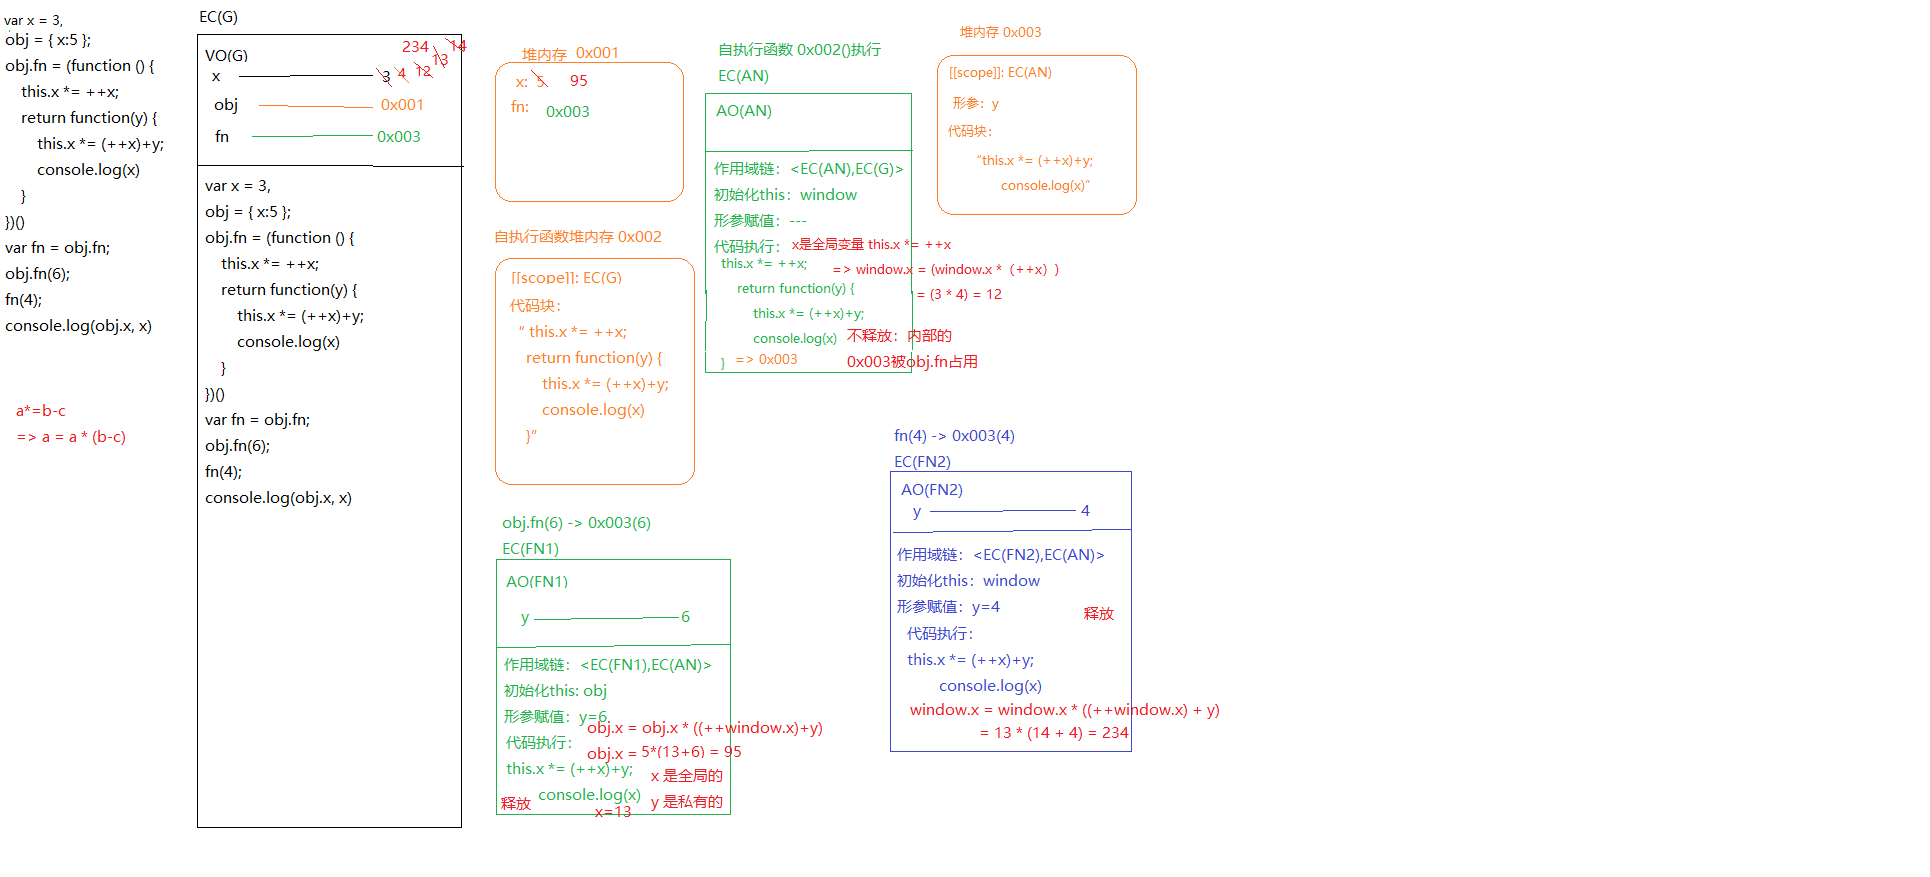 var x = 3,
obj = { x:5 };
obj.fn = (function () {
this.x *= ++x;
return function(y) {
this.x *= (++x)+y;
console.log(x)
}
})()
var fn = obj.fn;
obj.fn(6);
fn(4);
console.log(obj.x, x)
a*=b-c
=> a = a * (b-c)
EC(G)
VO(G)
x 3 4 12 13 14 234
obj 0x001
fn 0x003
var x = 3,
obj = { x:5 };
obj.fn = (function () {
this.x *= ++x;
return function(y) {
this.x *= (++x)+y;
console.log(x)
}
})()
var fn = obj.fn;
obj.fn(6);
fn(4);
console.log(obj.x, x)
堆内存 0x001
x: 5 95
fn: 0x003
自执行函数堆内存 0x002
[[scope]]: EC(G)
代码块：
“ this.x *= ++x;
return function(y) {
this.x *= (++x)+y;
console.log(x)
}”
自执行函数 0x002()执行
EC(AN)
AO(AN)
作用域链：<EC(AN),EC(G)>
初始化this：window
形参赋值：---
代码执行： x是全局变量 this.x *= ++x
this.x *= ++x; => window.x = (window.x *（++x）)
return function(y) { = (3 * 4) = 12
this.x *= (++x)+y;
console.log(x) 不释放：内部的
} => 0x003 0x003被obj.fn占用
堆内存 0x003
[[scope]]: EC(AN)
形参：y
代码块：
“this.x *= (++x)+y;
console.log(x)”
obj.fn(6) -> 0x003(6)
EC(FN1)
AO(FN1)
y 6
作用域链：<EC(FN1),EC(AN)>
初始化this: obj
形参赋值：y=6
obj.x = obj.x * ((++window.x)+y)
代码执行：
obj.x = 5*(13+6) = 95
this.x *= (++x)+y; x 是全局的
console.log(x) y 是私有的
释放 x=13
fn(4) -> 0x003(4)
EC(FN2)
AO(FN2)
y 4
作用域链：<EC(FN2),EC(AN)>
初始化this：window
形参赋值：y=4
释放
代码执行：
this.x *= (++x)+y;
console.log(x)
window.x = window.x * ((++window.x) + y)
= 13 * (14 + 4) = 234